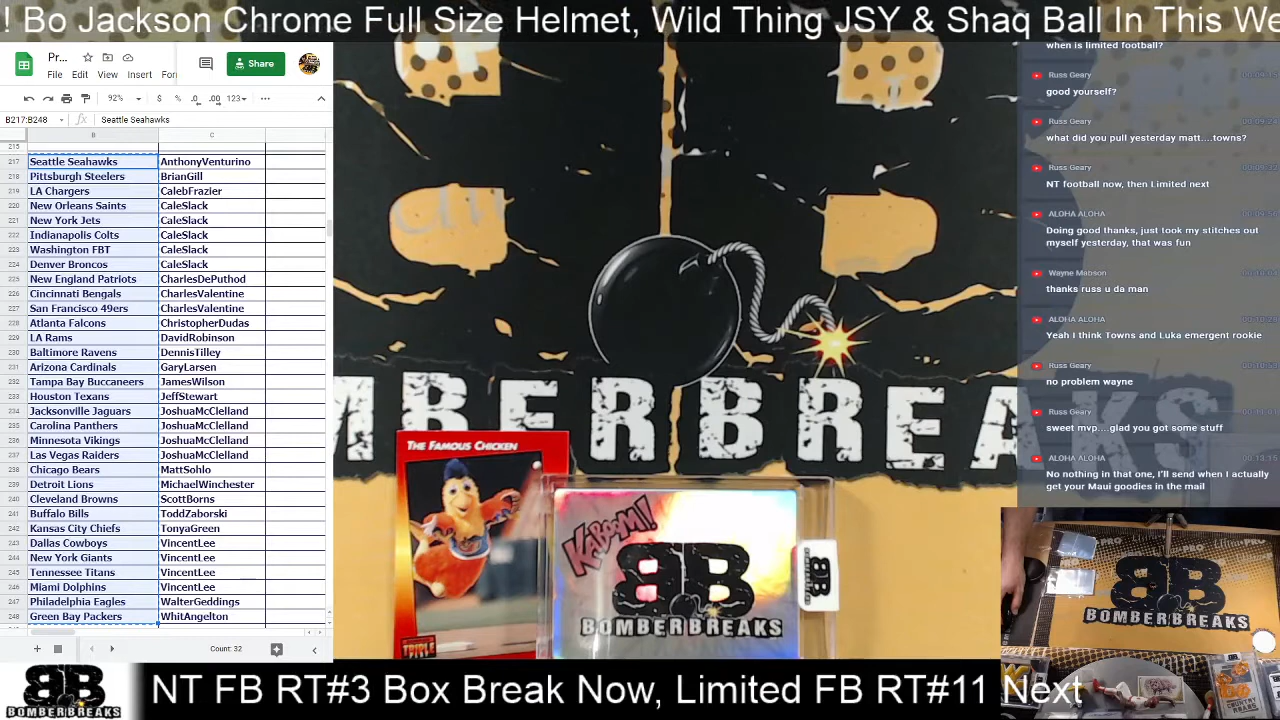 ! Bo Jackson Chrome Full Size Helmet, Wild Thing JSY & Shaq Ball In This We
Pr...
File Edit View Insert For
Share
92% $ % .0 .00 123 ...
B217:B248 fx Seattle Seahawks
B C
215
217 Seattle Seahawks AnthonyVenturino
218 Pittsburgh Steelers BrianGill
219 LA Chargers CalebFrazier
220 New Orleans Saints CaleSlack
221 New York Jets CaleSlack
222 Indianapolis Colts CaleSlack
223 Washington FBT CaleSlack
224 Denver Broncos CaleSlack
225 New England Patriots CharlesDePuthod
226 Cincinnati Bengals CharlesValentine
227 San Francisco 49ers CharlesValentine
228 Atlanta Falcons ChristopherDudas
229 LA Rams DavidRobinson
230 Baltimore Ravens DennisTilley
231 Arizona Cardinals GaryLarsen
232 Tampa Bay Buccaneers JamesWilson
233 Houston Texans JeffStewart
234 Jacksonville Jaguars JoshuaMcClelland
235 Carolina Panthers JoshuaMcClelland
236 Minnesota Vikings JoshuaMcClelland
237 Las Vegas Raiders JoshuaMcClelland
238 Chicago Bears MattSohlo
239 Detroit Lions MichaelWinchester
240 Cleveland Browns ScottBorns
241 Buffalo Bills ToddZaborski
242 Kansas City Chiefs TonyaGreen
243 Dallas Cowboys VincentLee
244 New York Giants VincentLee
245 Tennessee Titans VincentLee
246 Miami Dolphins VincentLee
247 Philadelphia Eagles WalterGeddings
248 Green Bay Packers WhitAngelton
Count: 32
MBER BREA
THE FAMOUS CHICKEN
TRIPLE
KABOOM!
BB
BOMBERBREAKS
BB
when is limited football?
Russ Geary
good yourself?
Russ Geary
what did you pull yesterday matt....towns?
Russ Geary
NT football now, then Limited next
ALOHA ALOHA
Doing good thanks, just took my stitches out
myself yesterday, that was fun
Wayne Mabson
thanks russ u da man
ALOHA ALOHA
Yeah I think Towns and Luka emergent rookie
Russ Geary
no problem wayne
Russ Geary
sweet mvp....glad you got some stuff
ALOHA ALOHA
No nothing in that one, I'll send when I actually
get your Maui goodies in the mail
BB
BOMBERBREAKS
BB
BOMBERBREAKS
NT FB RT#3 Box Break Now, Limited FB RT#11 Next